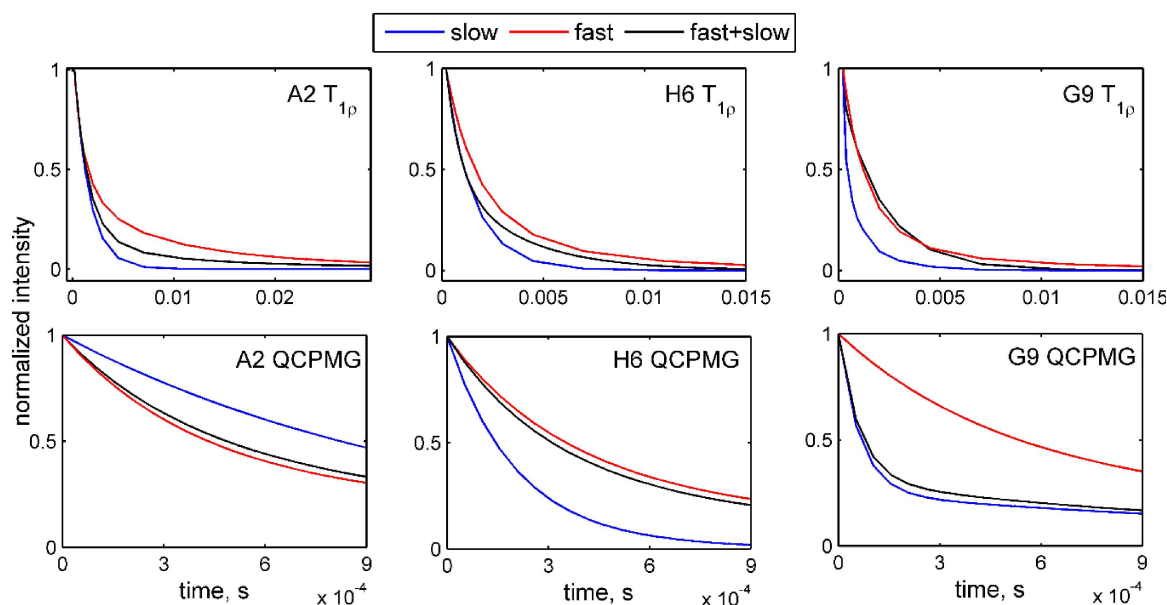 slow fast fast+slow
A2 T1ρ
H6 T1ρ
G9 T1ρ
1
0.5
0
0 0.01 0.02
1
0.5
0
0 0.005 0.01 0.015
1
0.5
0
0 0.005 0.01 0.015
normalized intensity
A2 QCPMG
H6 QCPMG
G9 QCPMG
1
0.5
0
0 3 6 9
x 10-4
time, s
1
0.5
0
0 3 6 9
x 10-4
time, s
1
0.5
0
0 3 6 9
x 10-4
time, s